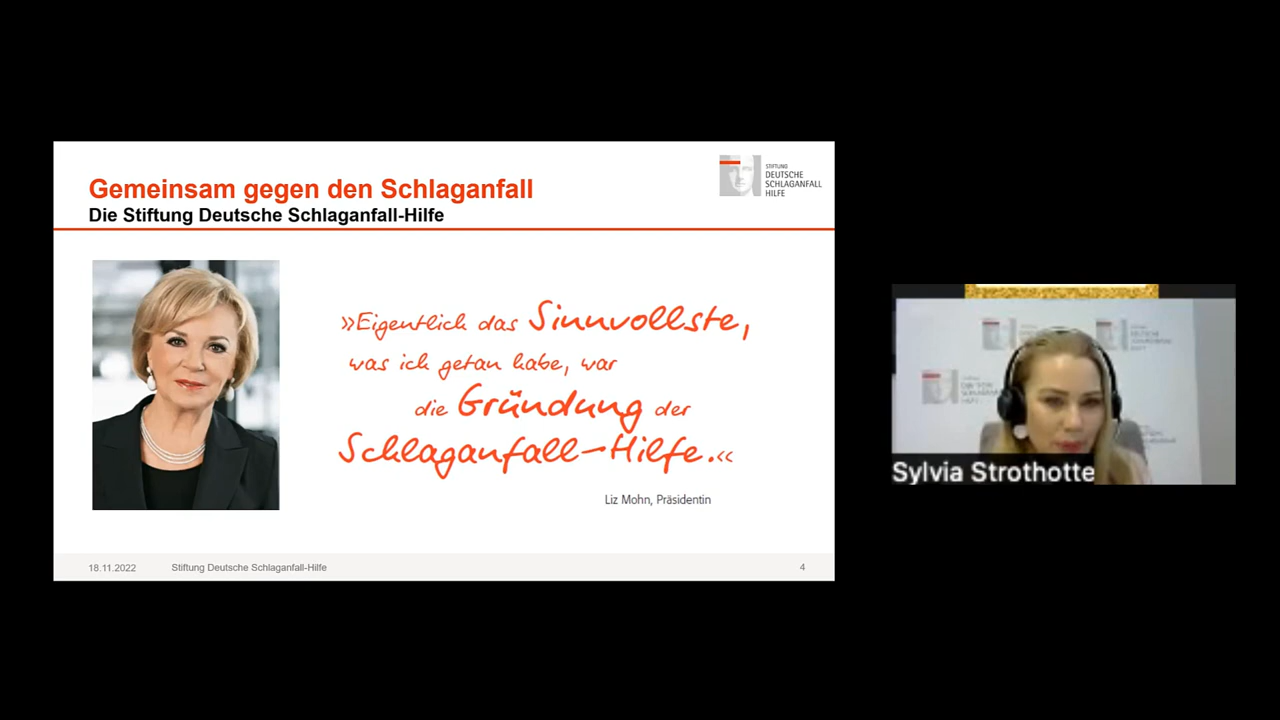 Gemeinsam gegen den Schlaganfall
Die Stiftung Deutsche Schlaganfall-Hilfe
STIFTUNG
DEUTSCHE
SCHLAGANFALL
HILFE
»Eigentlich das Sinnvollste,
was ich getan habe, war
die Gründung der
Schlaganfall-Hilfe.«
Liz Mohn, Präsidentin
18.11.2022 Stiftung Deutsche Schlaganfall-Hilfe 4
Sylvia Strothotte